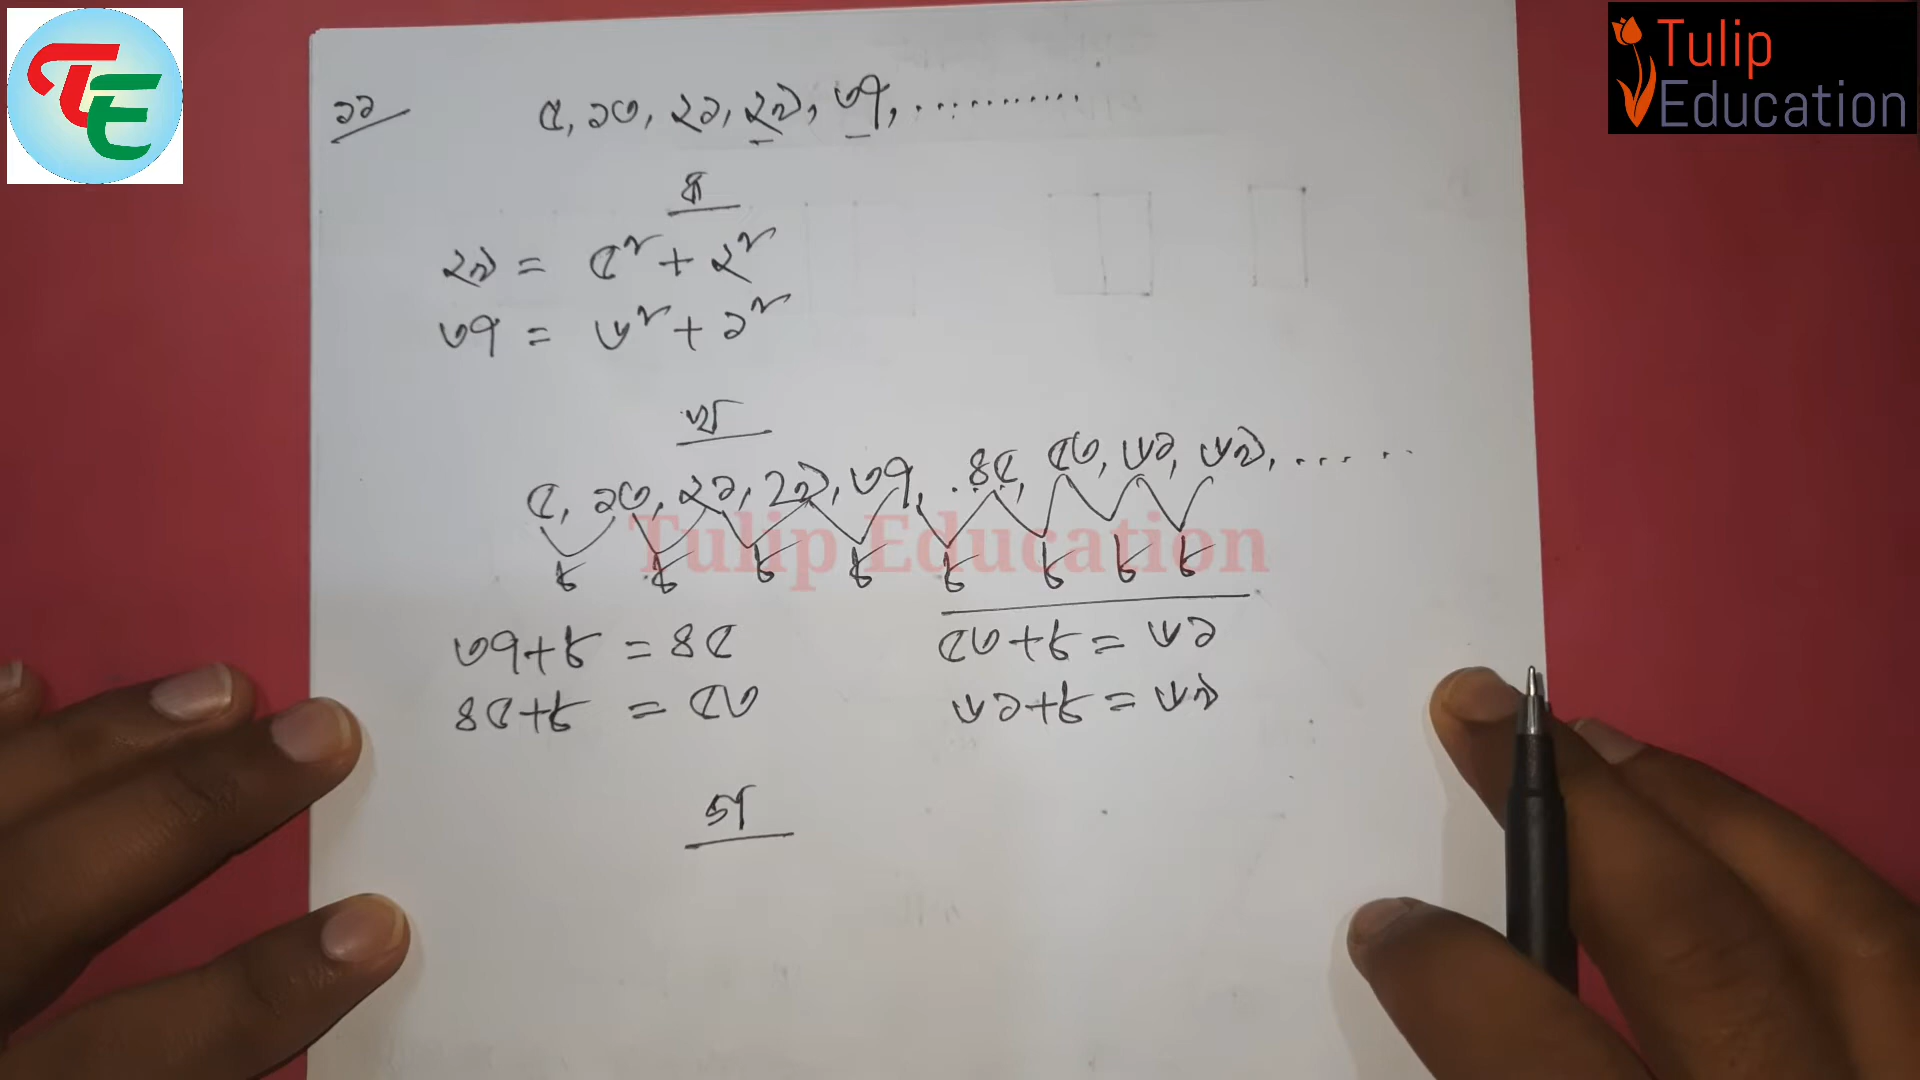 TE
Tulip Education
১১
৫, ১৩, ২১, ২৯, ৩৭, ...........
ক
২৯ = ৫² + ২²
৩৭ = ৬² + ১²
খ
৫, ১৩, ২১, ২৯, ৩৭, ৪৫, ৫৩, ৬১, ৬৯, ......
৮ ৮ ৮ ৮ ৮ ৮ ৮ ৮
Tulip Education
৩৭+৮ = ৪৫
৫৩+৮ = ৬১
৪৫+৮ = ৫৩
৬১+৮ = ৬৯
গ